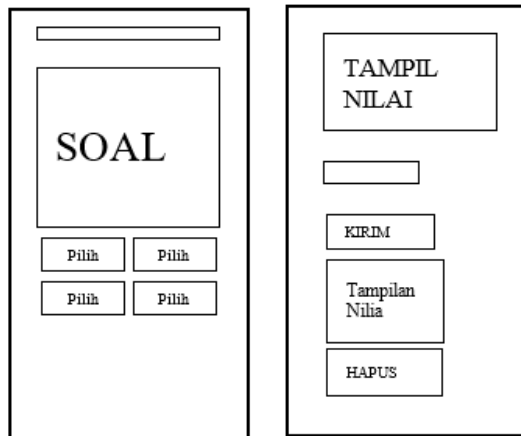 SOAL
Pilih
Pilih
Pilih
Pilih
TAMPIL
NILAI
KIRIM
Tampilan
Nilia
HAPUS